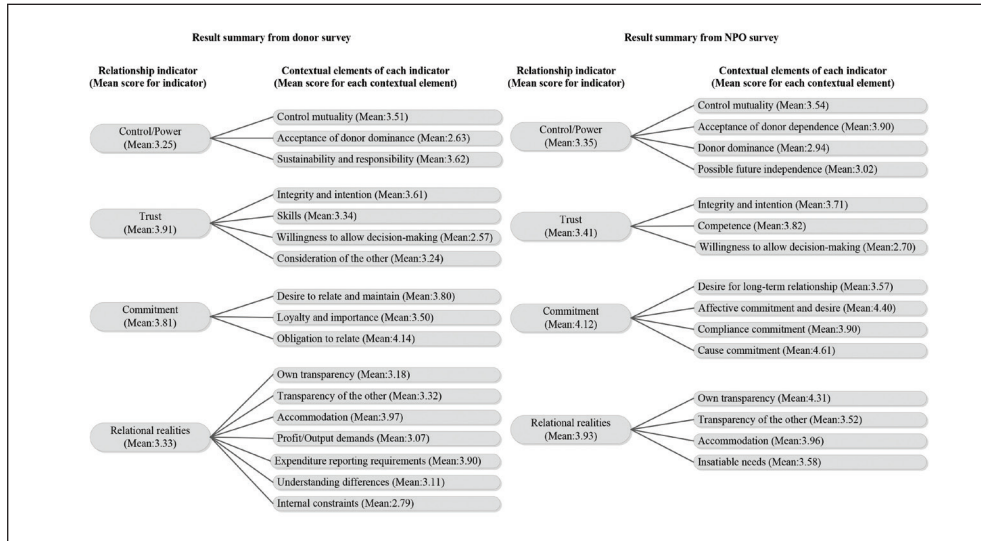 Result summary from donor survey
Relationship indicator
(Mean score for indicator)
Contextual elements of each indicator
(Mean score for each contextual element)
Control/Power
(Mean:3.25)
Control mutuality (Mean:3.51)
Acceptance of donor dominance (Mean:2.63)
Sustainability and responsibility (Mean:3.62)
Trust
(Mean:3.91)
Integrity and intention (Mean:3.61)
Skills (Mean:3.34)
Willingness to allow decision-making (Mean:2.57)
Consideration of the other (Mean:3.24)
Commitment
(Mean:3.81)
Desire to relate and maintain (Mean:3.80)
Loyalty and importance (Mean:3.50)
Obligation to relate (Mean:4.14)
Relational realities
(Mean:3.33)
Own transparency (Mean:3.18)
Transparency of the other (Mean:3.32)
Accommodation (Mean:3.97)
Profit/Output demands (Mean:3.07)
Expenditure reporting requirements (Mean:3.90)
Understanding differences (Mean:3.11)
Internal constraints (Mean:2.79)
Result summary from NPO survey
Relationship indicator
(Mean score for indicator)
Contextual elements of each indicator
(Mean score for each contextual element)
Control/Power
(Mean:3.35)
Control mutuality (Mean:3.54)
Acceptance of donor dependence (Mean:3.90)
Donor dominance (Mean:2.94)
Possible future independence (Mean:3.02)
Trust
(Mean:3.41)
Integrity and intention (Mean:3.71)
Competence (Mean:3.82)
Willingness to allow decision-making (Mean:2.70)
Commitment
(Mean:4.12)
Desire for long-term relationship (Mean:3.57)
Affective commitment and desire (Mean:4.40)
Compliance commitment (Mean:3.90)
Cause commitment (Mean:4.61)
Relational realities
(Mean:3.93)
Own transparency (Mean:4.31)
Transparency of the other (Mean:3.52)
Accommodation (Mean:3.96)
Insatiable needs (Mean:3.58)